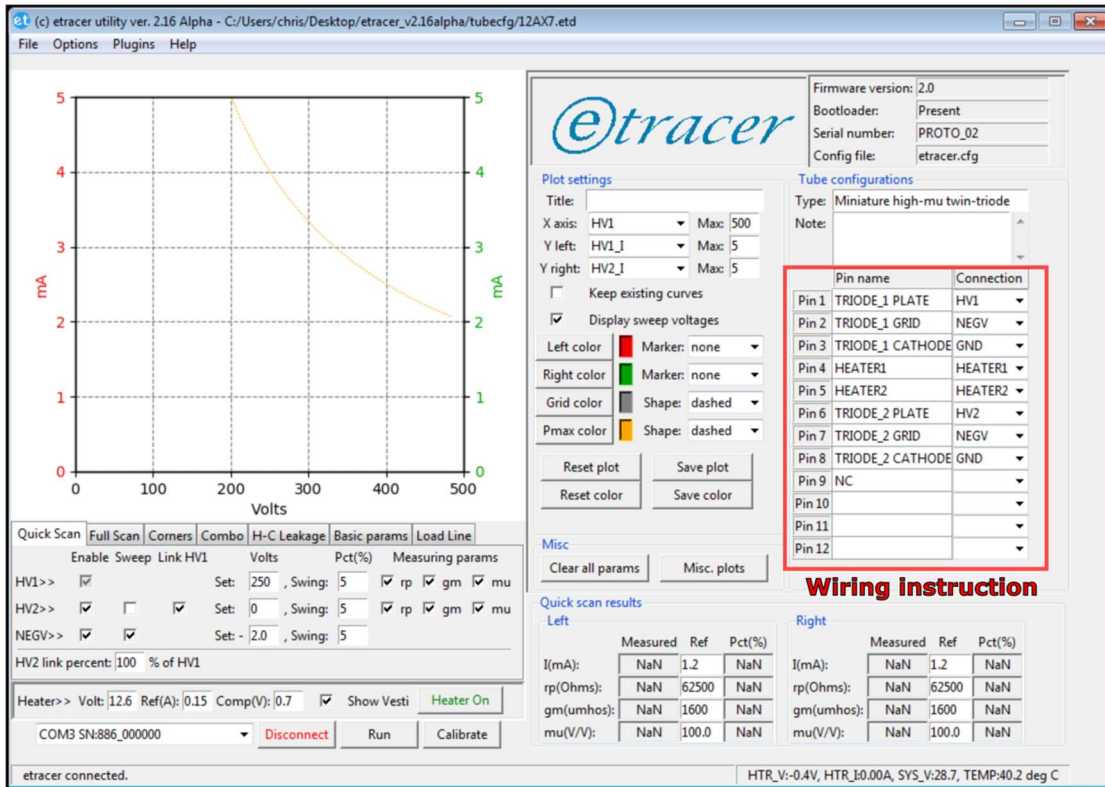 (c) etracer utility ver. 2.16 Alpha - C:/Users/chris/Desktop/etracer_v2.16alpha/tubecfg/12AX7.etd
File Options Plugins Help
5 5
4 4
3 3
mA mA
2 2
1 1
0 0
0 100 200 300 400 500
Volts
etracer
Firmware version: 2.0
Bootloader: Present
Serial number: PROTO_02
Config file: etracer.cfg
Plot settings
Title:
X axis: HV1 Max: 500
Y left: HV1_I Max: 5
Y right: HV2_I Max: 5
Keep existing curves
Display sweep voltages
Left color Marker: none
Right color Marker: none
Grid color Shape: dashed
Pmax color Shape: dashed
Reset plot Save plot
Reset color Save color
Misc
Clear all params Misc. plots
Tube configurations
Type: Miniature high-mu twin-triode
Note:
Pin name Connection
Pin 1 TRIODE_1 PLATE HV1
Pin 2 TRIODE_1 GRID NEGV
Pin 3 TRIODE_1 CATHODE GND
Pin 4 HEATER1 HEATER1
Pin 5 HEATER2 HEATER2
Pin 6 TRIODE_2 PLATE HV2
Pin 7 TRIODE_2 GRID NEGV
Pin 8 TRIODE_2 CATHODE GND
Pin 9 NC
Pin 10
Pin 11
Pin 12
Wiring instruction
Quick Scan Full Scan Corners Combo H-C Leakage Basic params Load Line
Enable Sweep Link HV1 Volts Pct(%) Measuring params
HV1>> Set: 250 , Swing: 5 rp gm mu
HV2>> Set: 0 , Swing: 5 rp gm mu
NEGV>> Set: - 2.0 , Swing: 5
HV2 link percent: 100 % of HV1
Heater>> Volt: 12.6 Ref(A): 0.15 Comp(V): 0.7 Show Vesti Heater On
COM3 SN:886_000000 Disconnect Run Calibrate
Quick scan results
Left
Measured Ref Pct(%)
I(mA): NaN 1.2 NaN
rp(Ohms): NaN 62500 NaN
gm(umhos): NaN 1600 NaN
mu(V/V): NaN 100.0 NaN
Right
Measured Ref Pct(%)
I(mA): NaN 1.2 NaN
rp(Ohms): NaN 62500 NaN
gm(umhos): NaN 1600 NaN
mu(V/V): NaN 100.0 NaN
etracer connected.
HTR_V:-0.4V, HTR_I:0.00A, SYS_V:28.7, TEMP:40.2 deg C